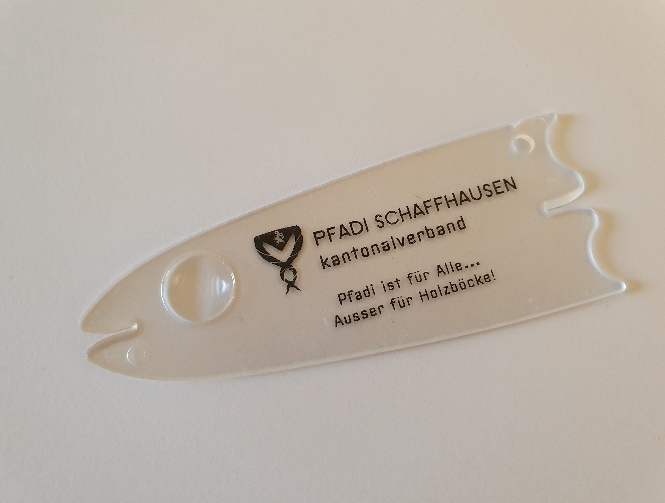 PFADI SCHAFFHAUSEN
kantonalverband
Pfadi ist für Alle...
Ausser für Holzböcke!